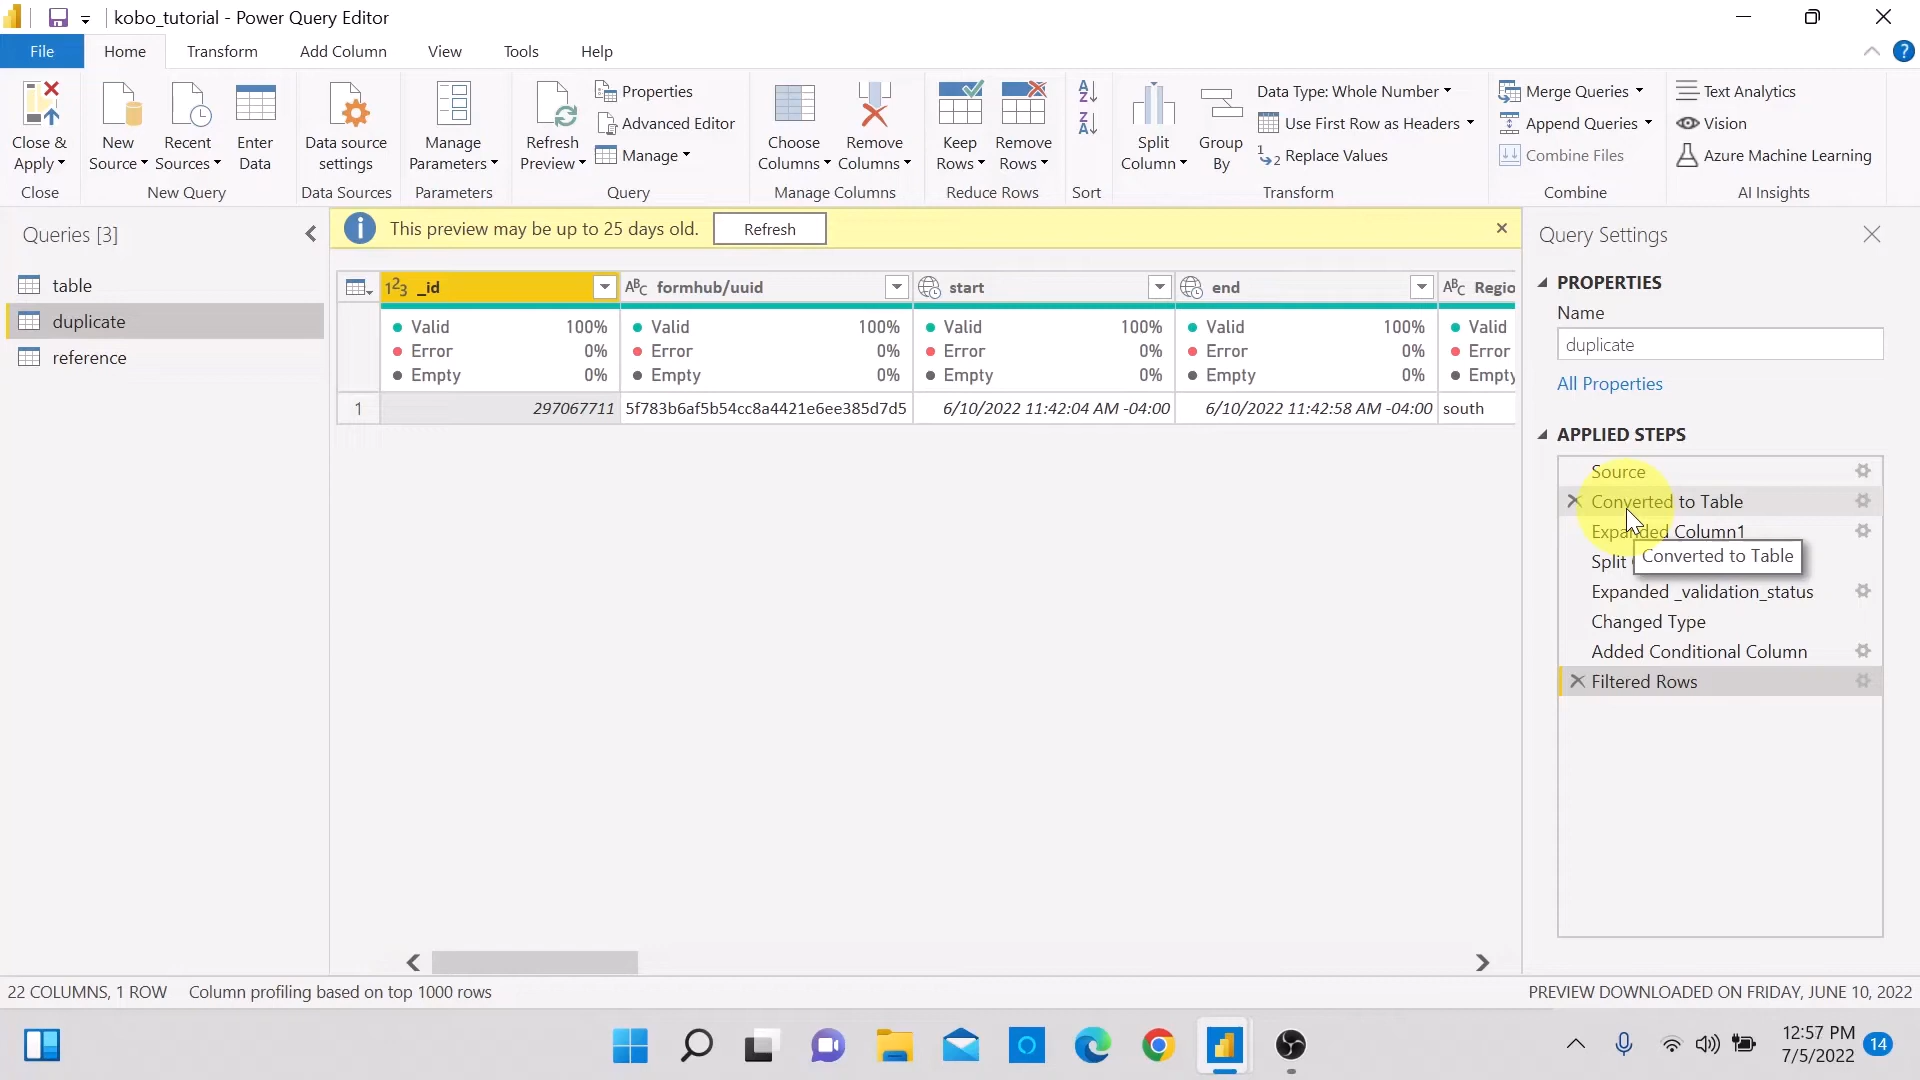 kobo_tutorial - Power Query Editor
File Home Transform Add Column View Tools Help
Close & Apply
New Source
Recent Sources
Enter Data
Data source settings
Manage Parameters
Refresh Preview
Properties
Advanced Editor
Manage
Choose Columns
Remove Columns
Keep Rows
Remove Rows
A
Z
Z
A
Split Column
Group By
Data Type: Whole Number
Use First Row as Headers
1 2 Replace Values
Merge Queries
Append Queries
Combine Files
Text Analytics
Vision
Azure Machine Learning
Close New Query Data Sources Parameters Query Manage Columns Reduce Rows Sort Transform Combine AI Insights
Queries [3]
table
duplicate
reference
i This preview may be up to 25 days old. Refresh
123 _id ABC formhub/uuid start end ABC Regio
Valid 100% Valid 100% Valid 100% Valid 100% Valid
Error 0% Error 0% Error 0% Error 0% Error
Empty 0% Empty 0% Empty 0% Empty 0% Empty
1 297067711 5f783b6af5b54cc8a4421e6ee385d7d5 6/10/2022 11:42:04 AM -04:00 6/10/2022 11:42:58 AM -04:00 south
Query Settings
PROPERTIES
Name
duplicate
All Properties
APPLIED STEPS
Source
Converted to Table
Expanded Column1
Split
Converted to Table
Expanded _validation_status
Changed Type
Added Conditional Column
Filtered Rows
22 COLUMNS, 1 ROW Column profiling based on top 1000 rows
PREVIEW DOWNLOADED ON FRIDAY, JUNE 10, 2022
12:57 PM
7/5/2022
14